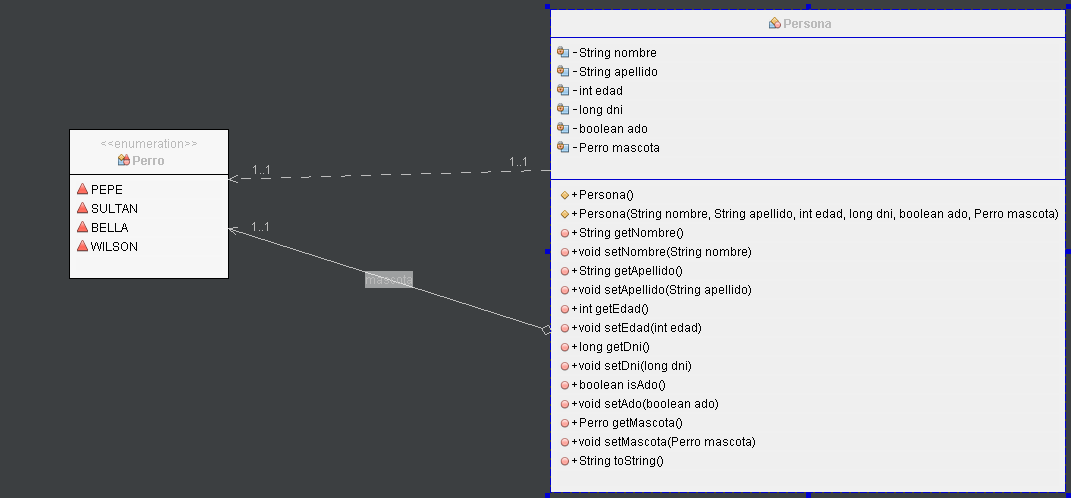 <<enumeration>>
Perro
PEPE
SULTAN
BELLA
WILSON
1..1
1..1
1..1
mascota
Persona
-String nombre
-String apellido
-int edad
-long dni
-boolean ado
-Perro mascota
+Persona()
+Persona(String nombre, String apellido, int edad, long dni, boolean ado, Perro mascota)
+String getNombre()
+void setNombre(String nombre)
+String getApellido()
+void setApellido(String apellido)
+int getEdad()
+void setEdad(int edad)
+long getDni()
+void setDni(long dni)
+boolean isAdo()
+void setAdo(boolean ado)
+Perro getMascota()
+void setMascota(Perro mascota)
+String toString()